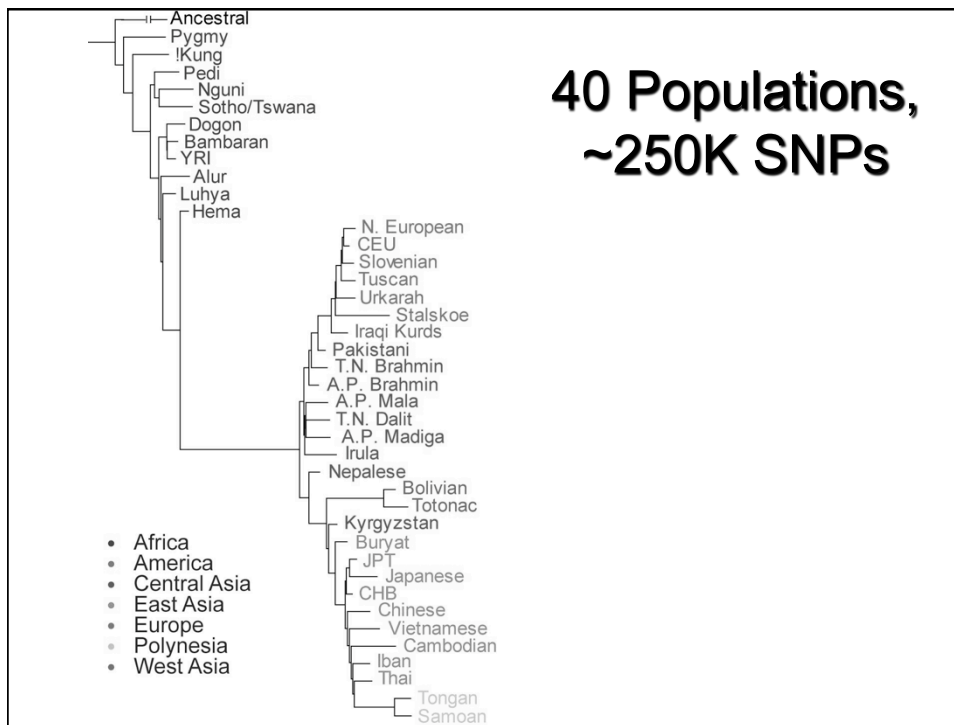 Ancestral
Pygmy
!Kung
Pedi
Nguni
Sotho/Tswana
Dogon
Bambaran
YRI
Alur
Luhya
Hema
40 Populations,
~250K SNPs
N. European
CEU
Slovenian
Tuscan
Urkarah
Stalskoe
Iraqi Kurds
Pakistani
T.N. Brahmin
A.P. Brahmin
A.P. Mala
T.N. Dalit
A.P. Madiga
Irula
Nepalese
Bolivian
Totonac
Kyrgyzstan
Buryat
JPT
Japanese
CHB
Chinese
Vietnamese
Cambodian
Iban
Thai
Tongan
Samoan
• Africa
• America
• Central Asia
• East Asia
• Europe
• Polynesia
• West Asia